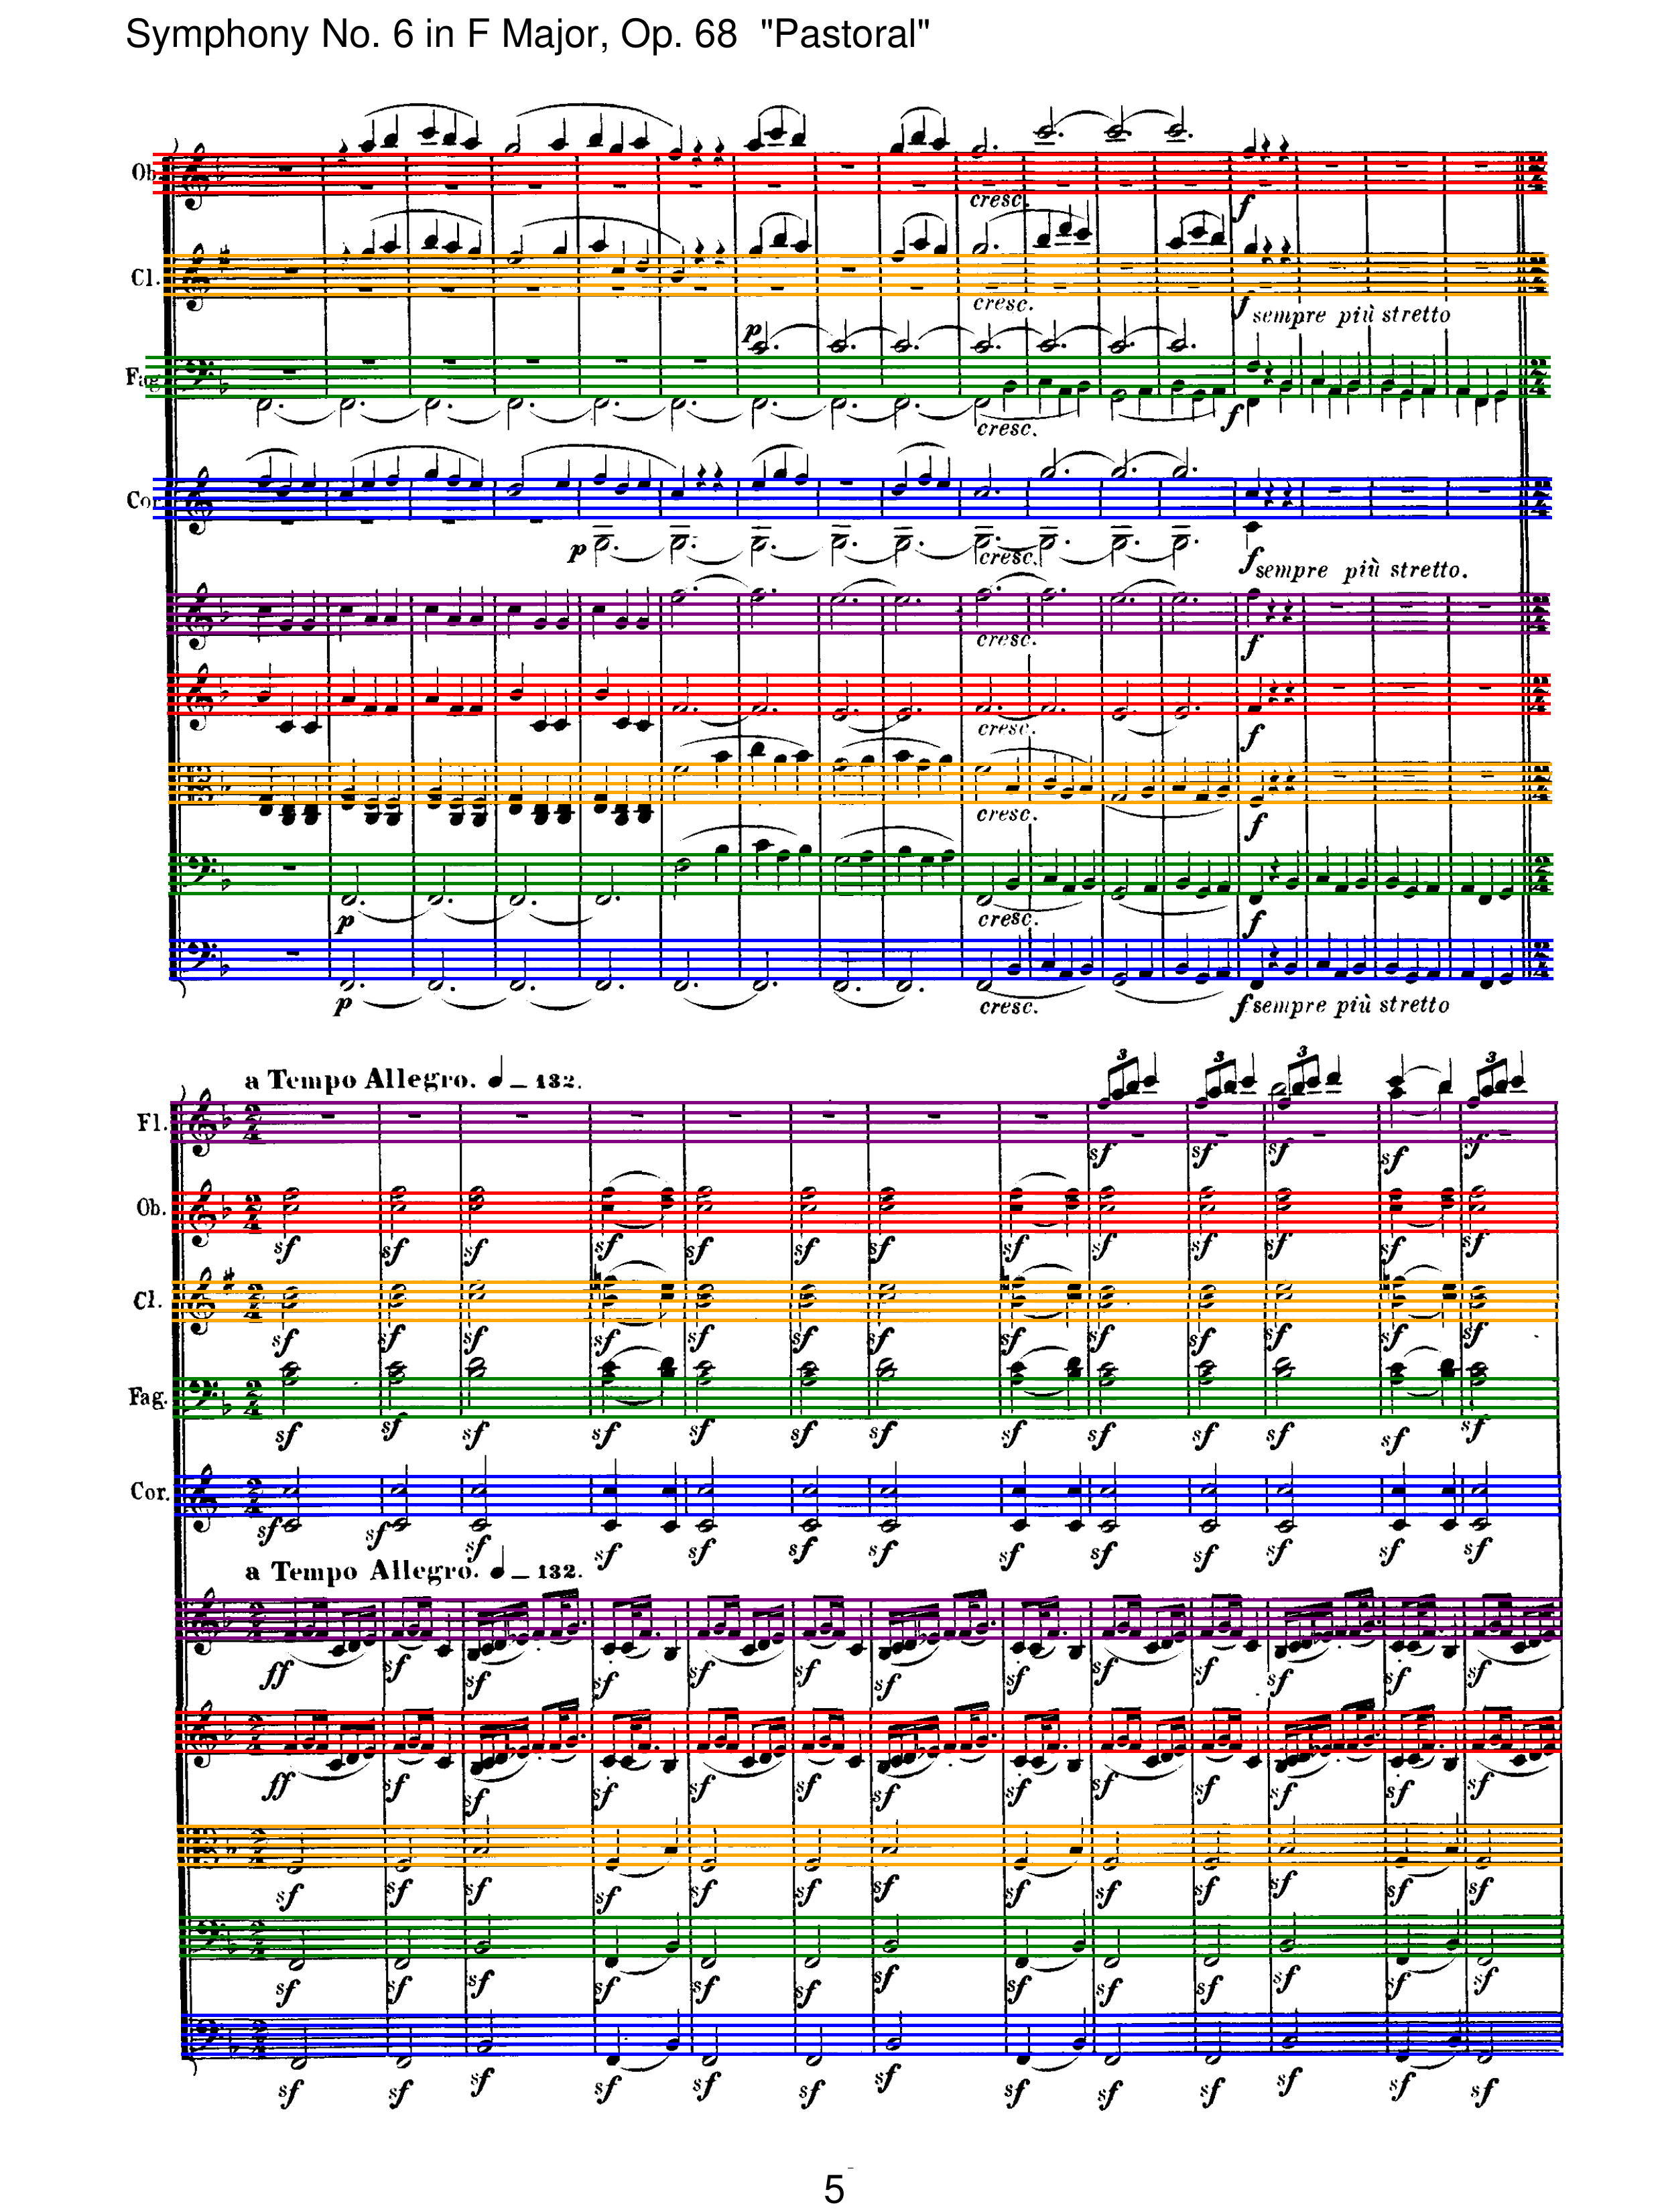 Symphony No. 6 in F Major, Op. 68 "Pastoral"
Ob.
cresc.
f
Cl.
cresc.
f sempre più stretto
p
Fag
cresc.
f
Cor
p
cresc.
f sempre più stretto.
cresc.
f
cresc.
f
cresc.
f
p
cresc.
f
p
cresc.
f sempre più stretto
a Tempo Allegro. ♩ = 132.
3 3 3 3
Fl.
sf sf sf sf sf
Ob.
sf sf sf sf sf sf sf sf sf sf sf sf sf
Cl.
sf sf sf sf sf sf sf sf sf sf sf sf sf
Fag.
sf sf sf sf sf sf sf sf sf sf sf sf sf
Cor.
sf sf sf sf sf sf sf sf sf sf sf sf sf
a Tempo Allegro. ♩ = 132.
ff sf sf sf sf sf sf sf sf sf sf sf sf
ff sf sf sf sf sf sf sf sf sf sf sf sf
sf sf sf sf sf sf sf sf sf sf sf sf sf
sf sf sf sf sf sf sf sf sf sf sf sf sf
sf sf sf sf sf sf sf sf sf sf sf sf sf
5